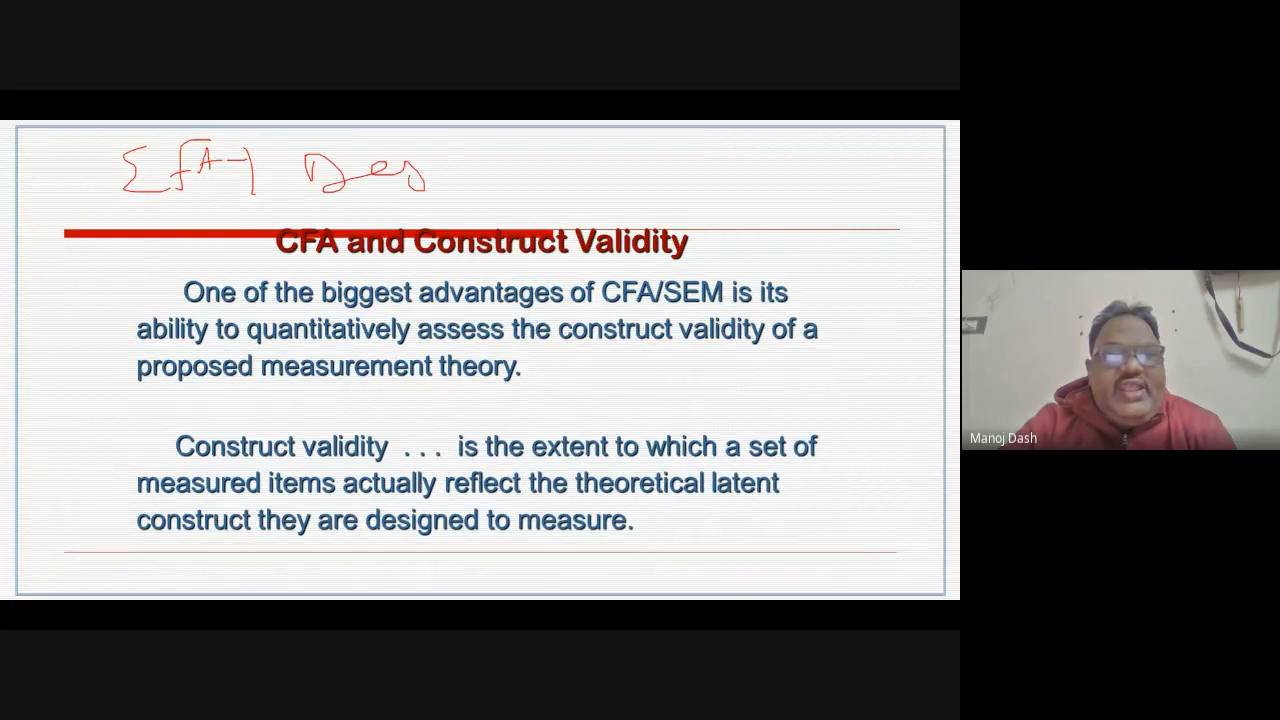 EFA → Des
CFA and Construct Validity
One of the biggest advantages of CFA/SEM is its
ability to quantitatively assess the construct validity of a
proposed measurement theory.
Construct validity . . . is the extent to which a set of
measured items actually reflect the theoretical latent
construct they are designed to measure.
Manoj Dash